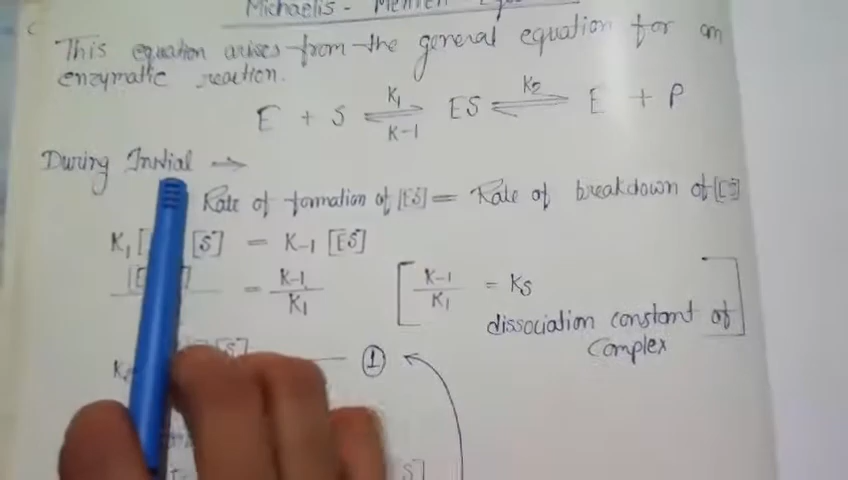 Michaelis - Menten
This equation arises from the general equation for an
enzymatic reaction.
E + S ⇌ ES ⇌ E + P
K1 K2
K-1
During Initial →
Rate of formation of [ES] = Rate of breakdown of [ES]
K1 [ [S] = K-1 [ES]
= K-1 / K1 [ K-1 / K1 = KS
dissociation constant of ]
Complex
[S] ①
S]